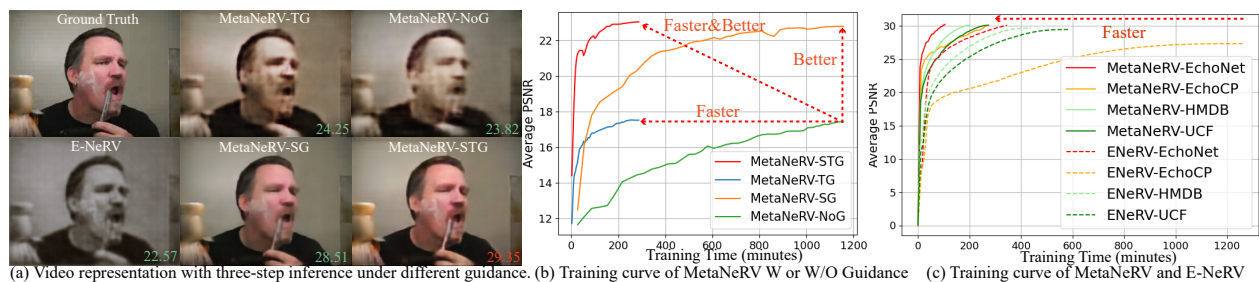 Ground Truth
MetaNeRV-TG
MetaNeRV-NoG
24.25
23.82
E-NeRV
MetaNeRV-SG
MetaNeRV-STG
22.57
28.51
29.35
(a) Video representation with three-step inference under different guidance.
Average PSNR
22
20
18
16
14
12
Faster&Better
Better
Faster
MetaNeRV-STG
MetaNeRV-TG
MetaNeRV-SG
MetaNeRV-NoG
0 200 400 600 800 1000 1200
Training Time (minutes)
(b) Training curve of MetaNeRV W or W/O Guidance
Average PSNR
30
25
20
15
10
5
0
Faster
MetaNeRV-EchoNet
MetaNeRV-EchoCP
MetaNeRV-HMDB
MetaNeRV-UCF
ENeRV-EchoNet
ENeRV-EchoCP
ENeRV-HMDB
ENeRV-UCF
0 200 400 600 800 1000 1200
Training Time (minutes)
(c) Training curve of MetaNeRV and E-NeRV